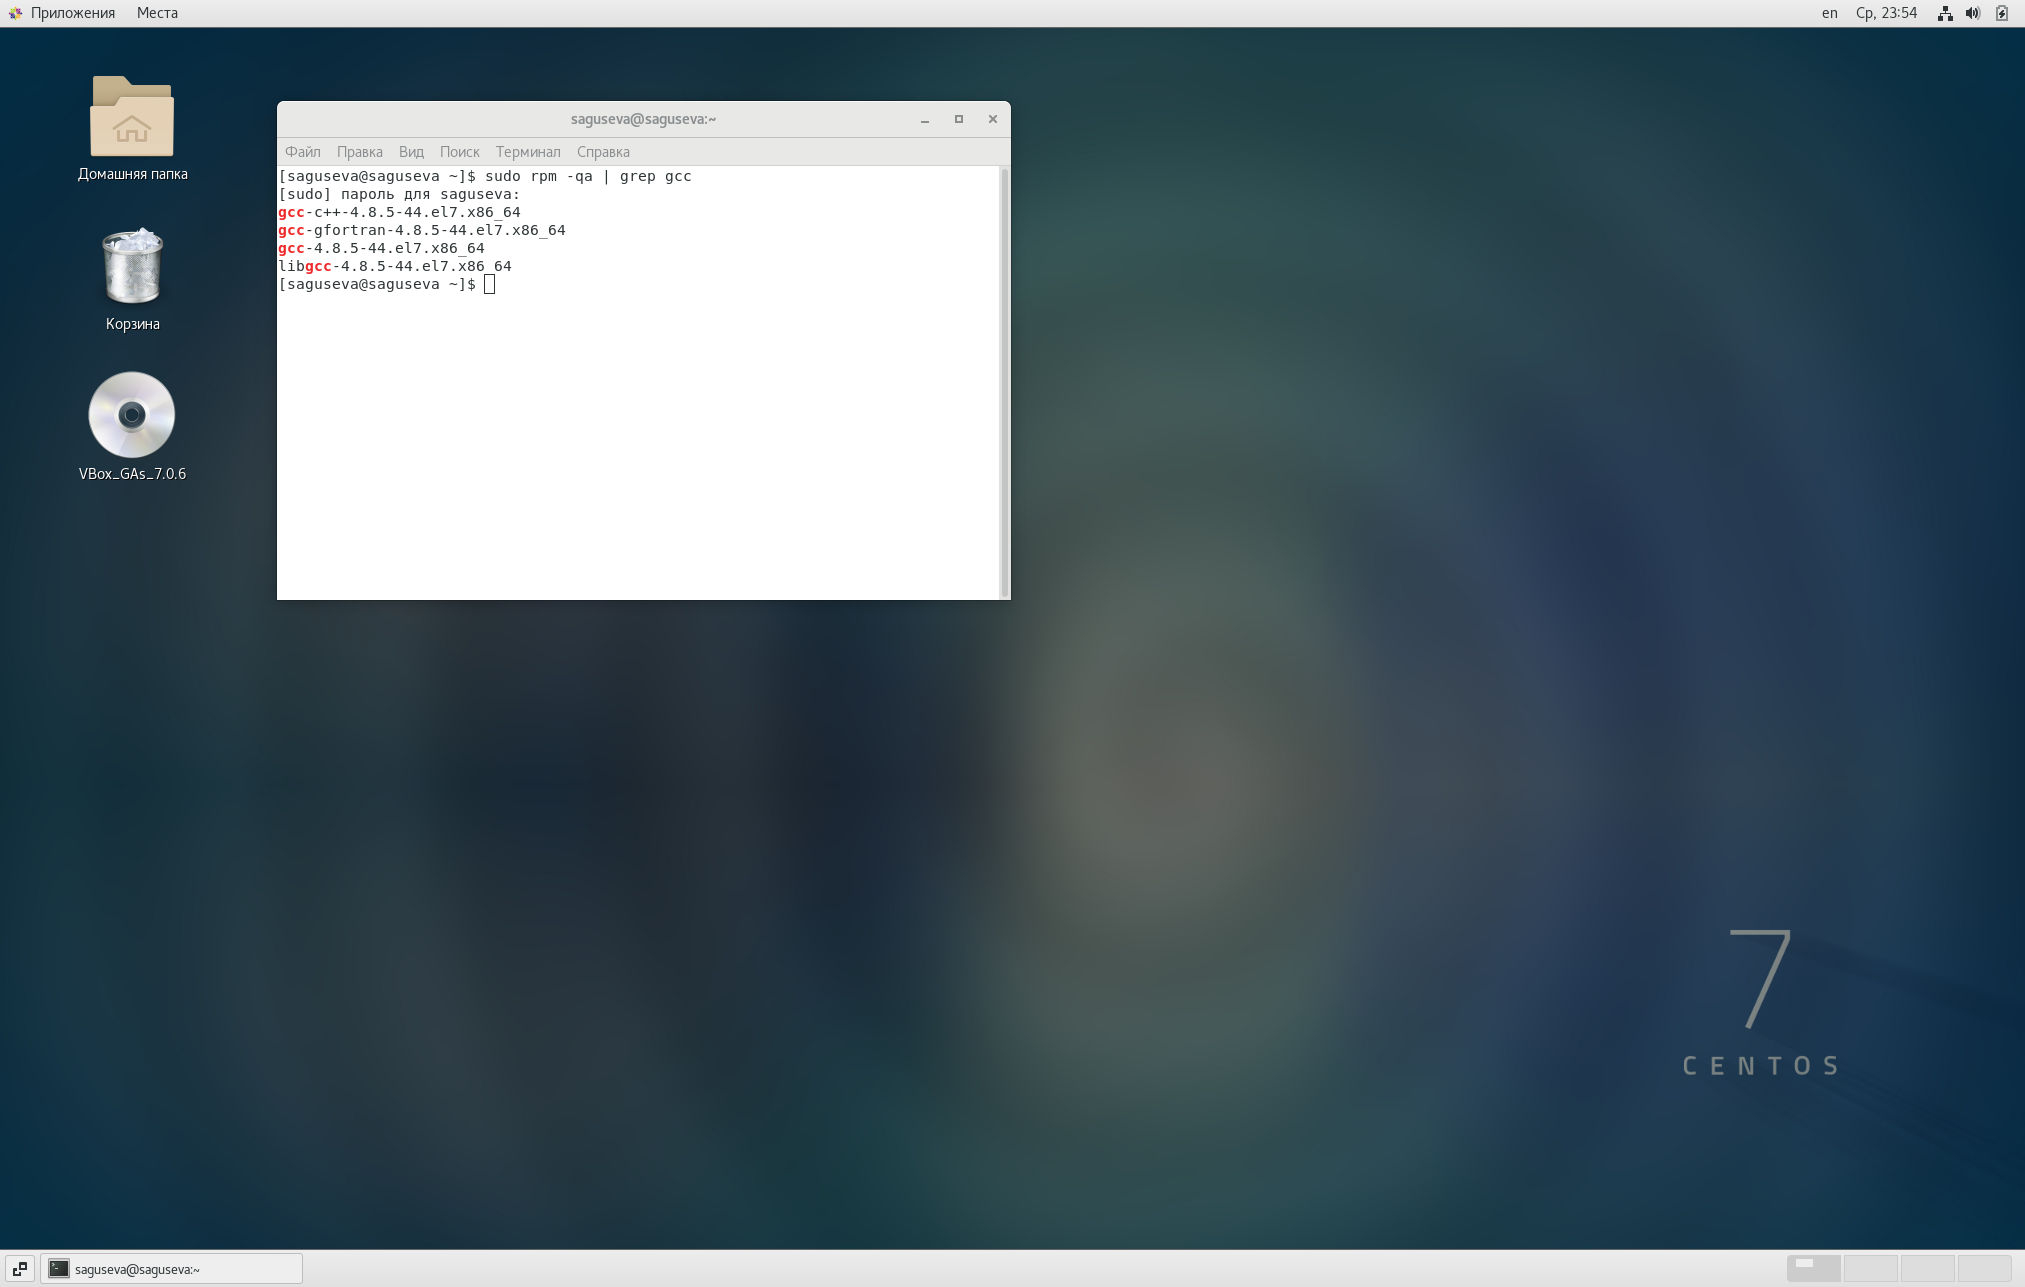 Приложения Места en Ср, 23:54
Домашняя папка
Корзина
VBox_GAs_7.0.6
saguseva@saguseva:~
Файл Правка Вид Поиск Терминал Справка
[saguseva@saguseva ~]$ sudo rpm -qa | grep gcc
[sudo] пароль для saguseva:
gcc-c++-4.8.5-44.el7.x86_64
gcc-gfortran-4.8.5-44.el7.x86_64
gcc-4.8.5-44.el7.x86_64
libgcc-4.8.5-44.el7.x86_64
[saguseva@saguseva ~]$
7
CENTOS
saguseva@saguseva:~